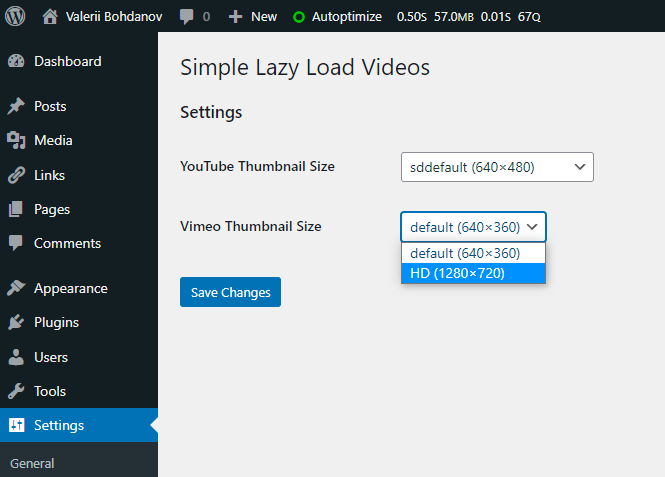 Valerii Bohdanov 0 New Autoptimize 0.50S 57.0MB 0.01S 67Q
Dashboard
Posts
Media
Links
Pages
Comments
Appearance
Plugins
Users
Tools
Settings
General
Simple Lazy Load Videos
Settings
YouTube Thumbnail Size sddefault (640×480)
Vimeo Thumbnail Size default (640×360)
default (640×360)
HD (1280×720)
Save Changes